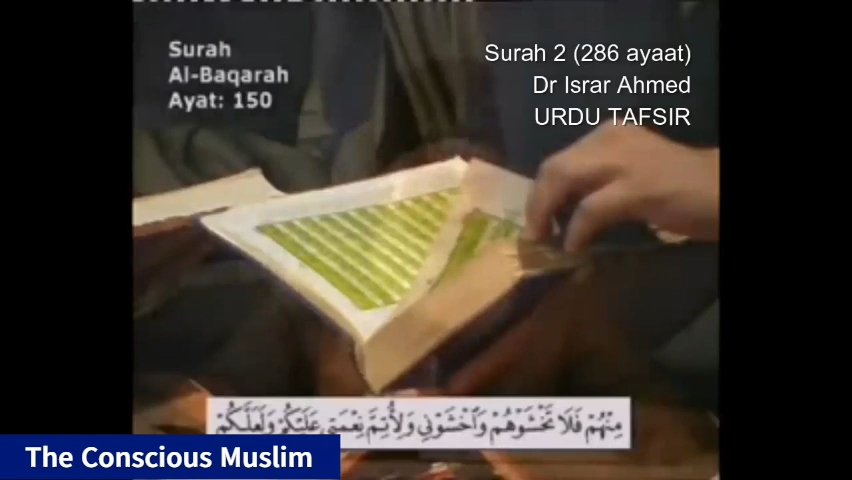 Surah
Al-Baqarah
Ayat: 150
Surah 2 (286 ayaat)
Dr Israr Ahmed
URDU TAFSIR
مِنْهُمْ فَلَا تَخْشَوْهُمْ وَاخْشَوْنِي وَلِأُتِمَّ نِعْمَتِي عَلَيْكُمْ وَلَعَلَّكُمْ
The Conscious Muslim